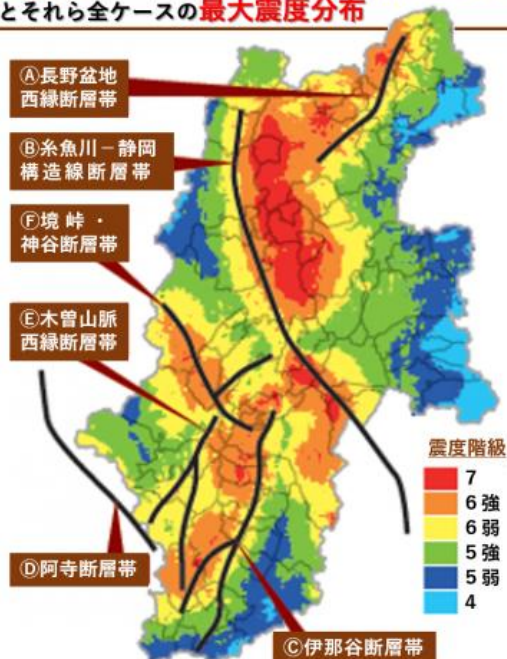 とそれら全ケースの最大震度分布
Ⓐ長野盆地
西縁断層帯
Ⓑ糸魚川－静岡
構造線断層帯
Ⓕ境峠・
神谷断層帯
Ⓔ木曽山脈
西縁断層帯
震度階級
7
6強
6弱
5強
5弱
4
Ⓓ阿寺断層帯
Ⓒ伊那谷断層帯